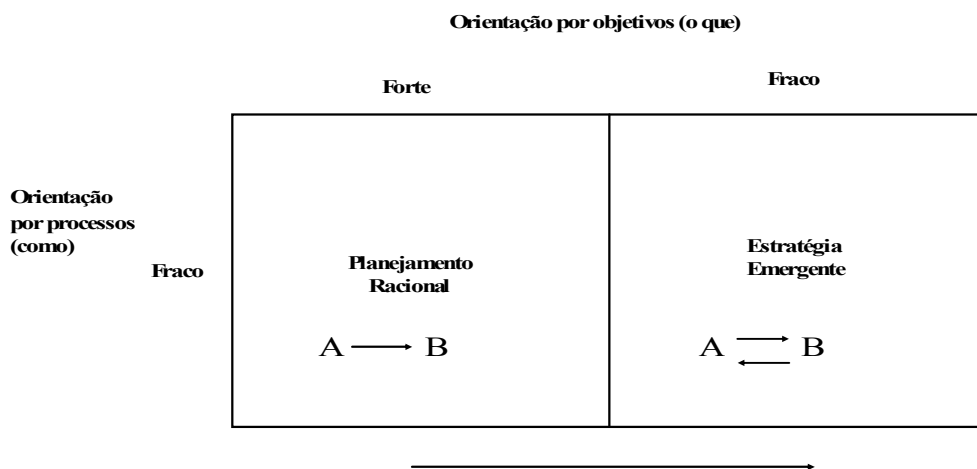 Orientação por objetivos (o que)
Forte
Fraco
Orientação
por processos
(como)
Fraco
Planejamento
Racional
A B
Estratégia
Emergente
A B